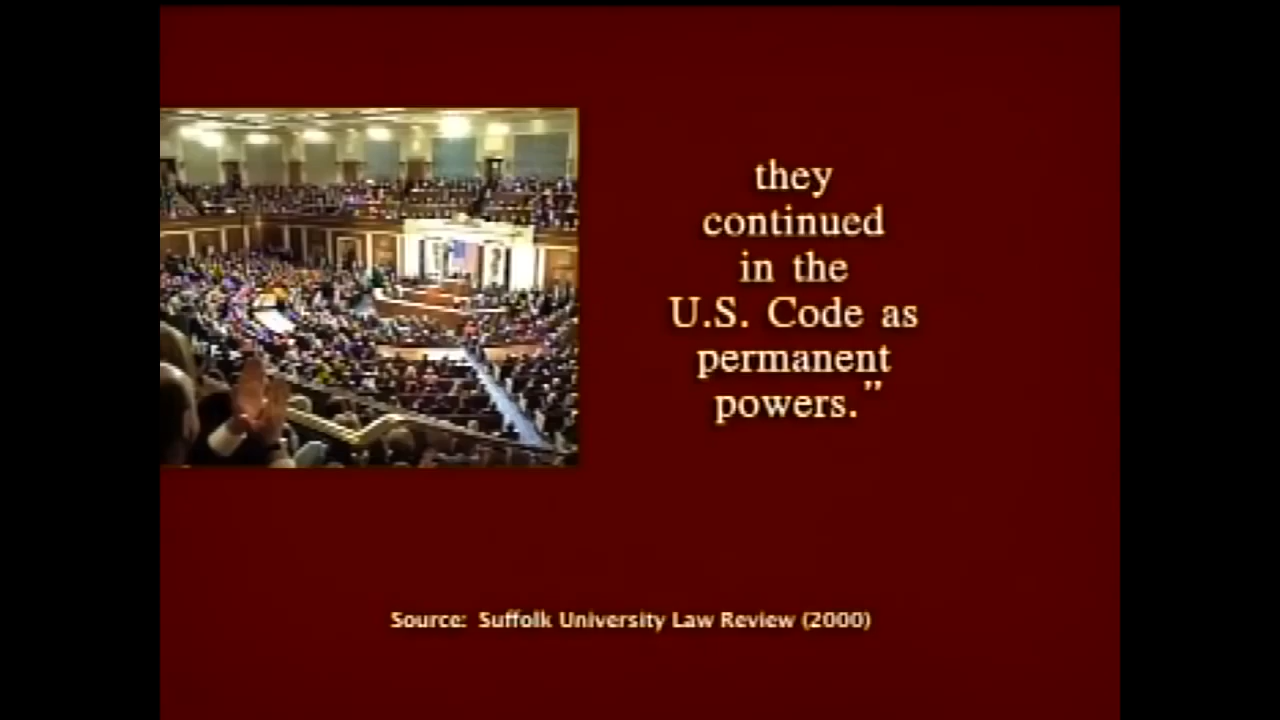 they
continued
in the
U.S. Code as
permanent
powers.”
Source: Suffolk University Law Review (2000)